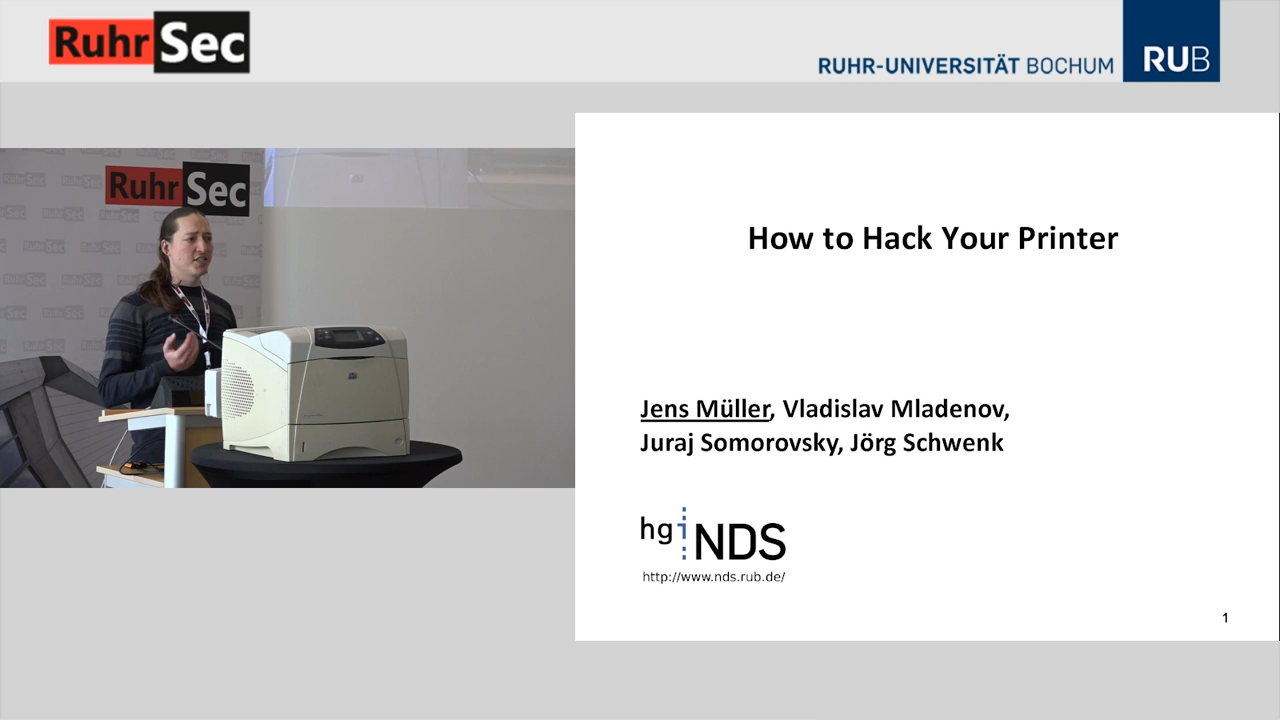 RuhrSec
RUHR-UNIVERSITÄT BOCHUM
RUB
RuhrSec
How to Hack Your Printer
Jens Müller, Vladislav Mladenov,
Juraj Somorovsky, Jörg Schwenk
hgi NDS
http://www.nds.rub.de/
1